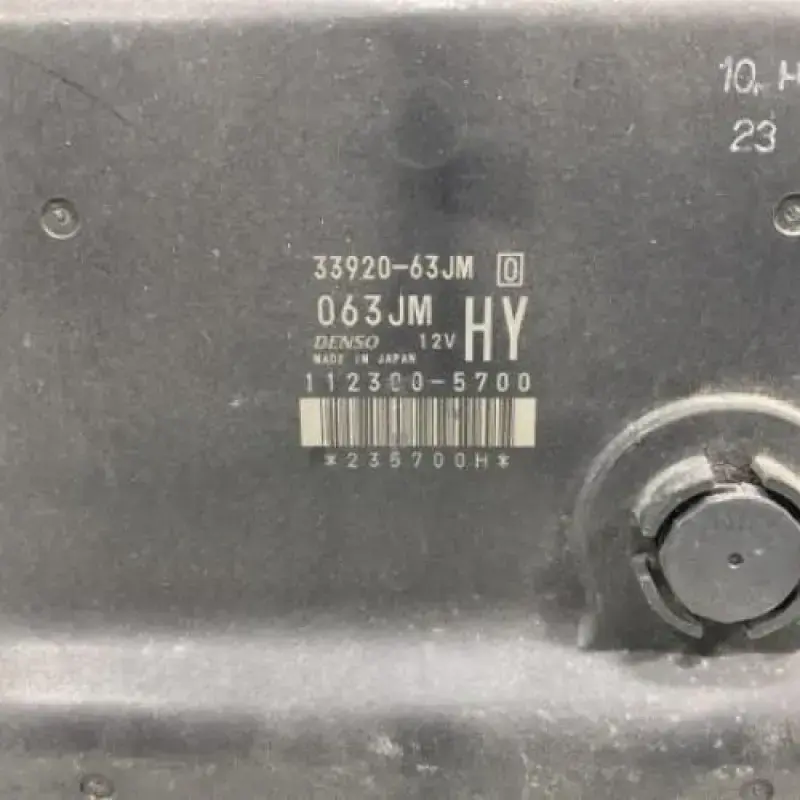 10. H
23
33920-63JM 0
063JM HY
DENSO 12V
MADE IN JAPAN
112300-5700
*235700H*